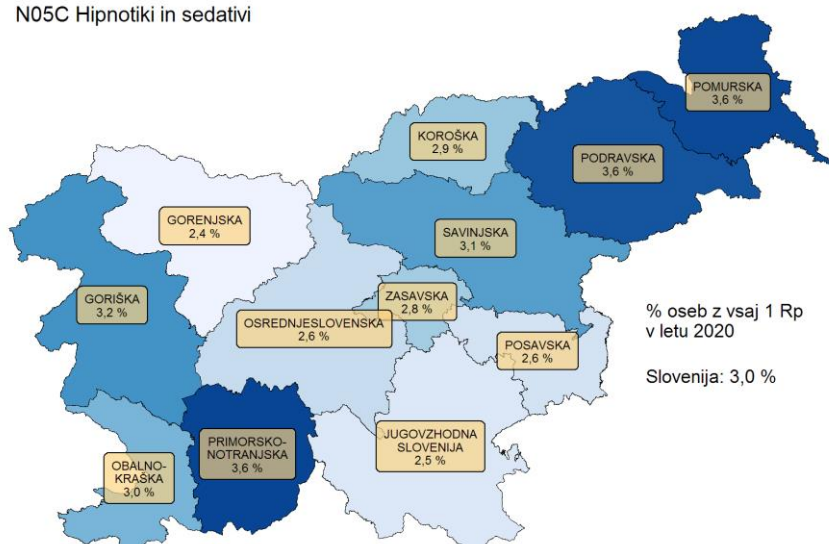 N05C Hipnotiki in sedativi
POMURSKA
3,6 %
KOROŠKA
2,9 %
PODRAVSKA
3,6 %
GORENJSKA
2,4 %
SAVINJSKA
3,1 %
GORIŠKA
3,2 %
ZASAVSKA
2,8 %
OSREDNJESLOVENSKA
2,6 %
POSAVSKA
2,6 %
% oseb z vsaj 1 Rp
v letu 2020
Slovenija: 3,0 %
PRIMORSKO-
NOTRANJSKA
3,6 %
JUGOVZHODNA
SLOVENIJA
2,5 %
OBALNO-
KRAŠKA
3,0 %